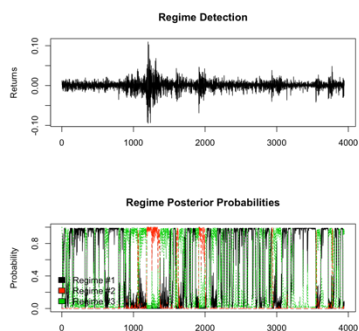 Regime Detection
Returns
0.10
0.00
-0.10
0 1000 2000 3000 4000
Regime Posterior Probabilities
Probability
0.8
0.4
0.0
Regime #1
Regime #2
Regime #3
0 1000 2000 3000 4000